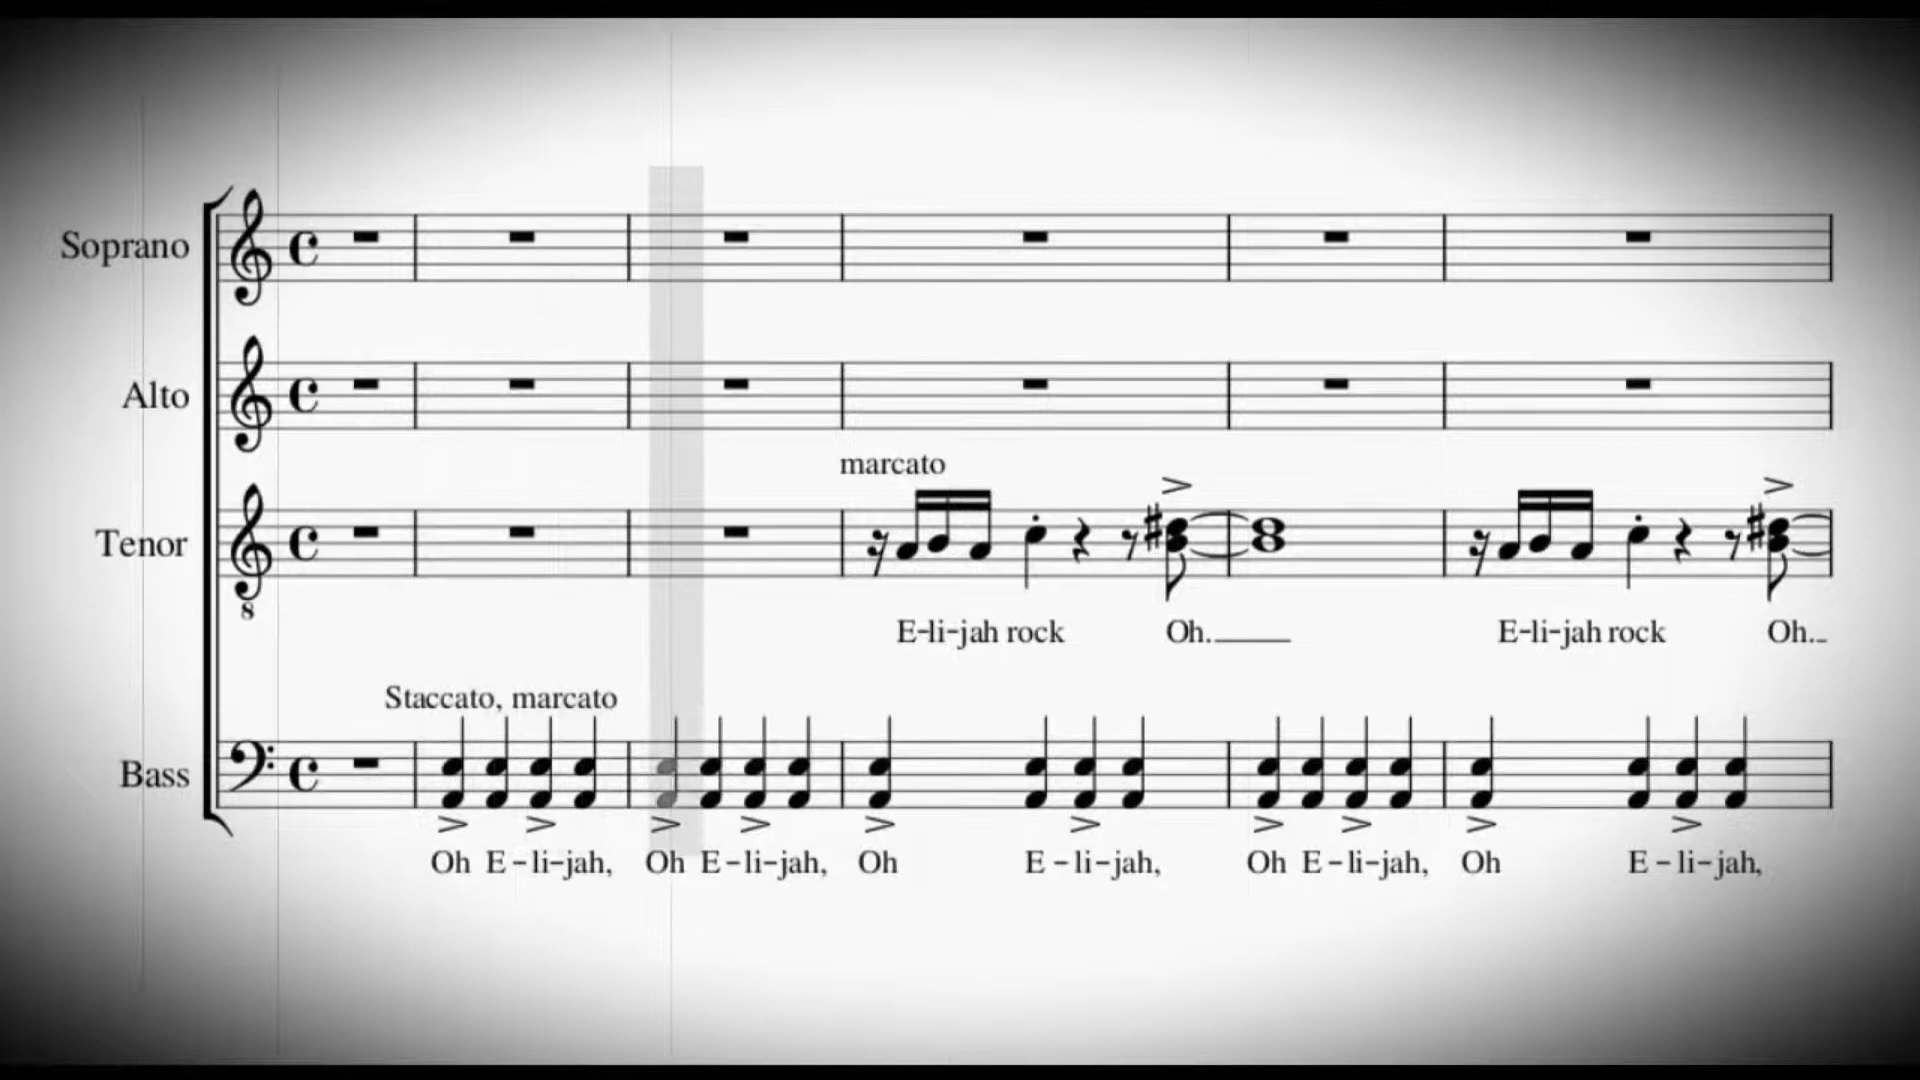 Soprano
Alto
marcato
Tenor
8
E-li-jah rock Oh. E-li-jah rock Oh.
Staccato, marcato
Bass
Oh E-li-jah, Oh E-li-jah, Oh E-li-jah, Oh E-li-jah, Oh E-li-jah,